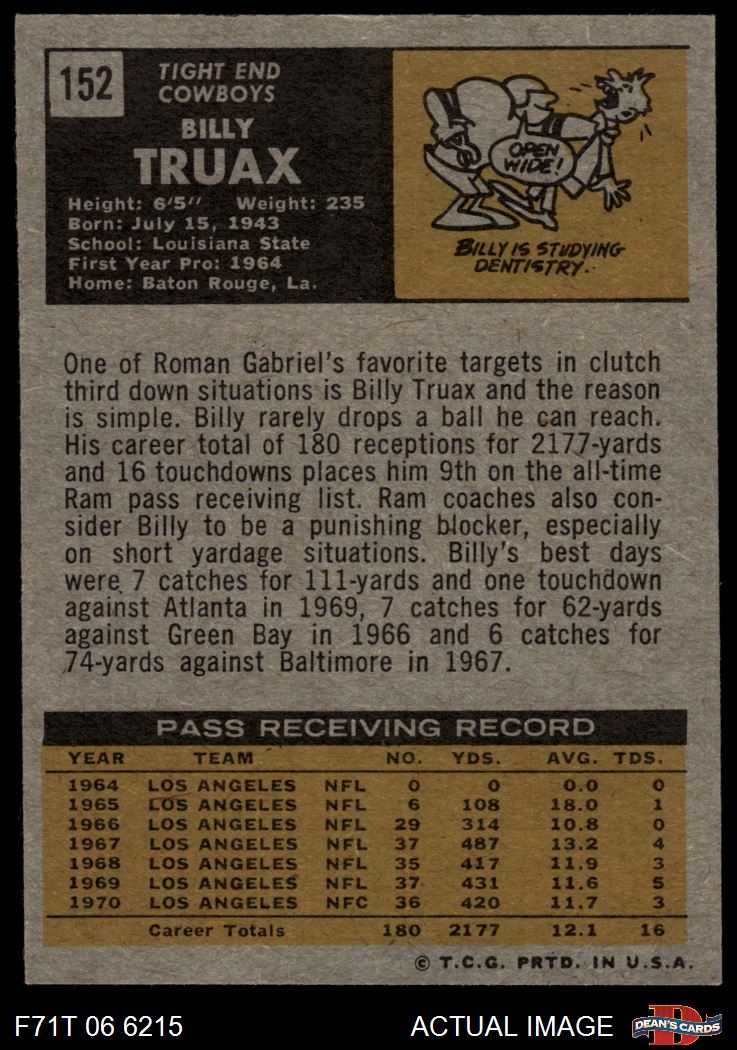 152
TIGHT END
COWBOYS
BILLY
TRUAX
Height: 6'5" Weight: 235
Born: July 15, 1943
School: Louisiana State
First Year Pro: 1964
Home: Baton Rouge, La.
OPEN
WIDE!
BILLY IS STUDYING
DENTISTRY.
One of Roman Gabriel's favorite targets in clutch
third down situations is Billy Truax and the reason
is simple. Billy rarely drops a ball he can reach.
His career total of 180 receptions for 2177-yards
and 16 touchdowns places him 9th on the all-time
Ram pass receiving list. Ram coaches also con-
sider Billy to be a punishing blocker, especially
on short yardage situations. Billy's best days
were 7 catches for 111-yards and one touchdown
against Atlanta in 1969, 7 catches for 62-yards
against Green Bay in 1966 and 6 catches for
74-yards against Baltimore in 1967.
PASS RECEIVING RECORD
YEAR TEAM NO. YDS. AVG. TDS.
1964 LOS ANGELES NFL 0 0 0.0 0
1965 LOS ANGELES NFL 6 108 18.0 1
1966 LOS ANGELES NFL 29 314 10.8 0
1967 LOS ANGELES NFL 37 487 13.2 4
1968 LOS ANGELES NFL 35 417 11.9 3
1969 LOS ANGELES NFL 37 431 11.6 5
1970 LOS ANGELES NFC 36 420 11.7 3
Career Totals 180 2177 12.1 16
© T.C.G. PRTD. IN U.S.A.
F71T 06 6215 ACTUAL IMAGE
D
DEAN'S CARDS